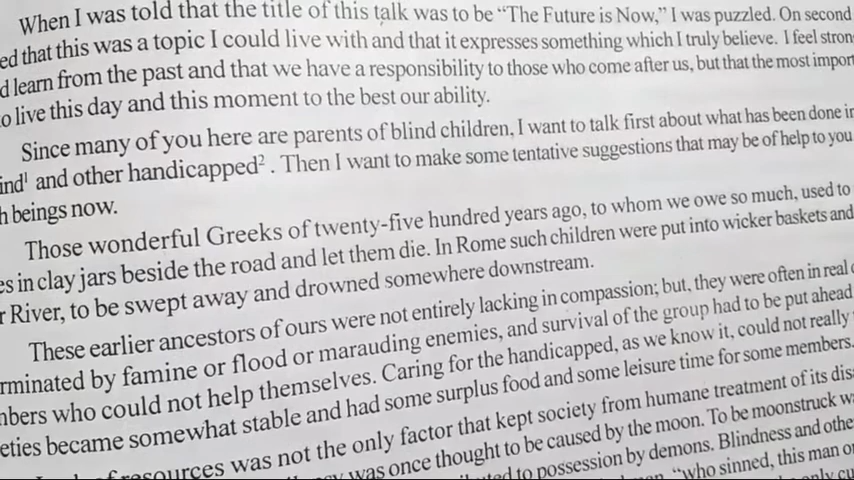 When I was told that the title of this talk was to be “The Future is Now,” I was puzzled. On second
ed that this was a topic I could live with and that it expresses something which I truly believe. I feel stron
d learn from the past and that we have a responsibility to those who come after us, but that the most import
o live this day and this moment to the best our ability.
Since many of you here are parents of blind children, I want to talk first about what has been done in
ind¹ and other handicapped² . Then I want to make some tentative suggestions that may be of help to you
h beings now.
Those wonderful Greeks of twenty-five hundred years ago, to whom we owe so much, used to
es in clay jars beside the road and let them die. In Rome such children were put into wicker baskets and
r River, to be swept away and drowned somewhere downstream.
These earlier ancestors of ours were not entirely lacking in compassion; but, they were often in real
rminated by famine or flood or marauding enemies, and survival of the group had to be put ahead
nbers who could not help themselves. Caring for the handicapped, as we know it, could not really
eties became somewhat stable and had some surplus food and some leisure time for some members.
of resources was not the only factor that kept society from humane treatment of its dis
was once thought to be caused by the moon. To be moonstruck wa
to possession by demons. Blindness and othe
“who sinned, this man or